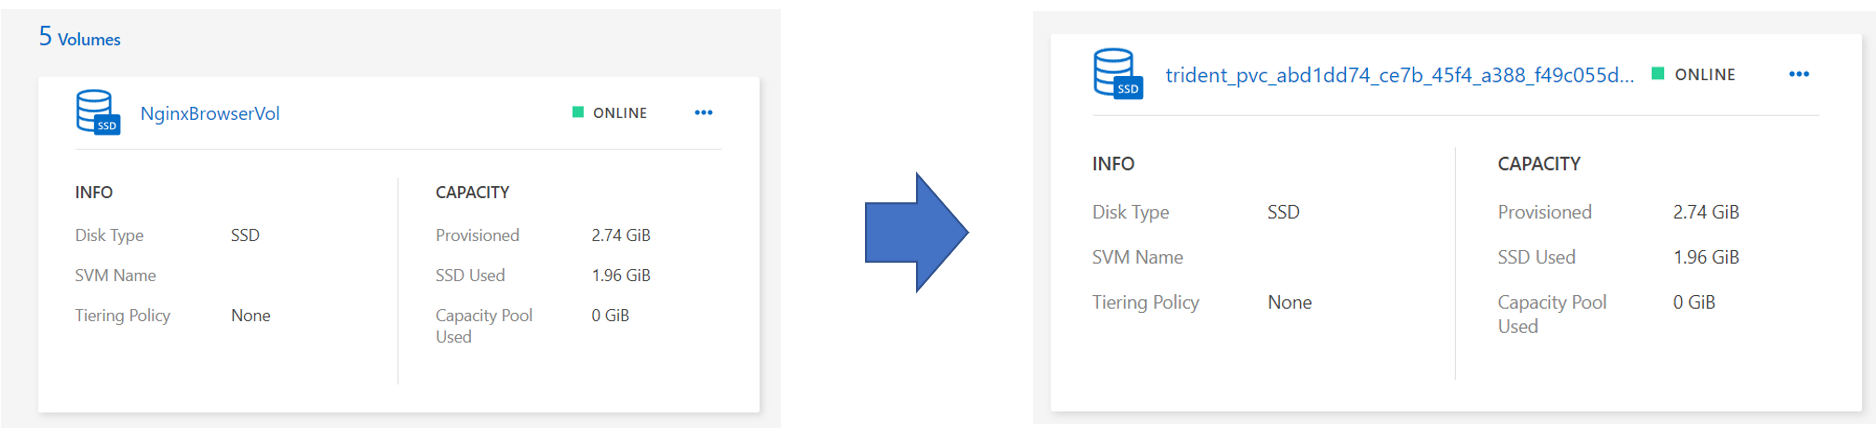 5 Volumes
SSD NginxBrowserVol ONLINE
INFO
Disk Type SSD
SVM Name
Tiering Policy None
CAPACITY
Provisioned 2.74 GiB
SSD Used 1.96 GiB
Capacity Pool 0 GiB
Used
SSD trident_pvc_abd1dd74_ce7b_45f4_a388_f49c055d... ONLINE
INFO
Disk Type SSD
SVM Name
Tiering Policy None
CAPACITY
Provisioned 2.74 GiB
SSD Used 1.96 GiB
Capacity Pool 0 GiB
Used